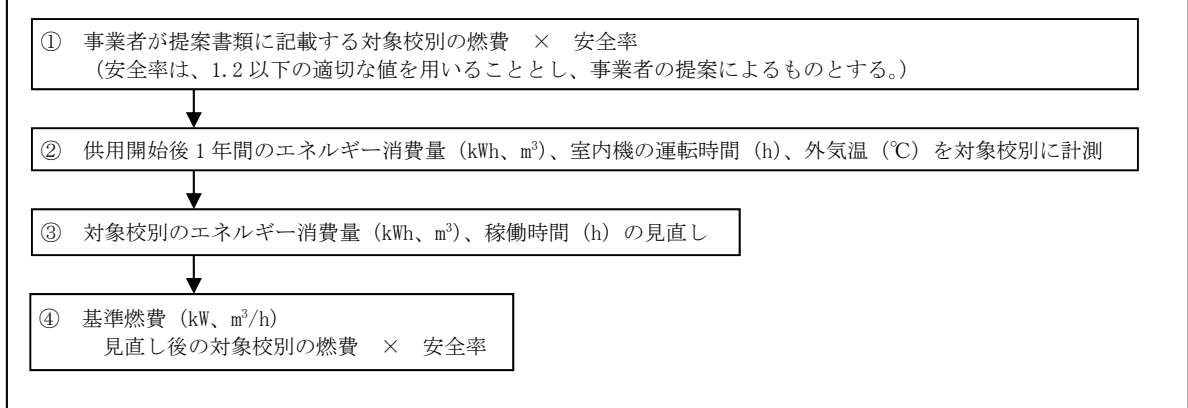 ① 事業者が提案書類に記載する対象校別の燃費 × 安全率
（安全率は、1.2 以下の適切な値を用いることとし、事業者の提案によるものとする。）
② 供用開始後 1 年間のエネルギー消費量（kWh、m³）、室内機の運転時間（h）、外気温（℃）を対象校別に計測
③ 対象校別のエネルギー消費量（kWh、m³）、稼働時間（h）の見直し
④ 基準燃費（kW、m³/h）
見直し後の対象校別の燃費 × 安全率